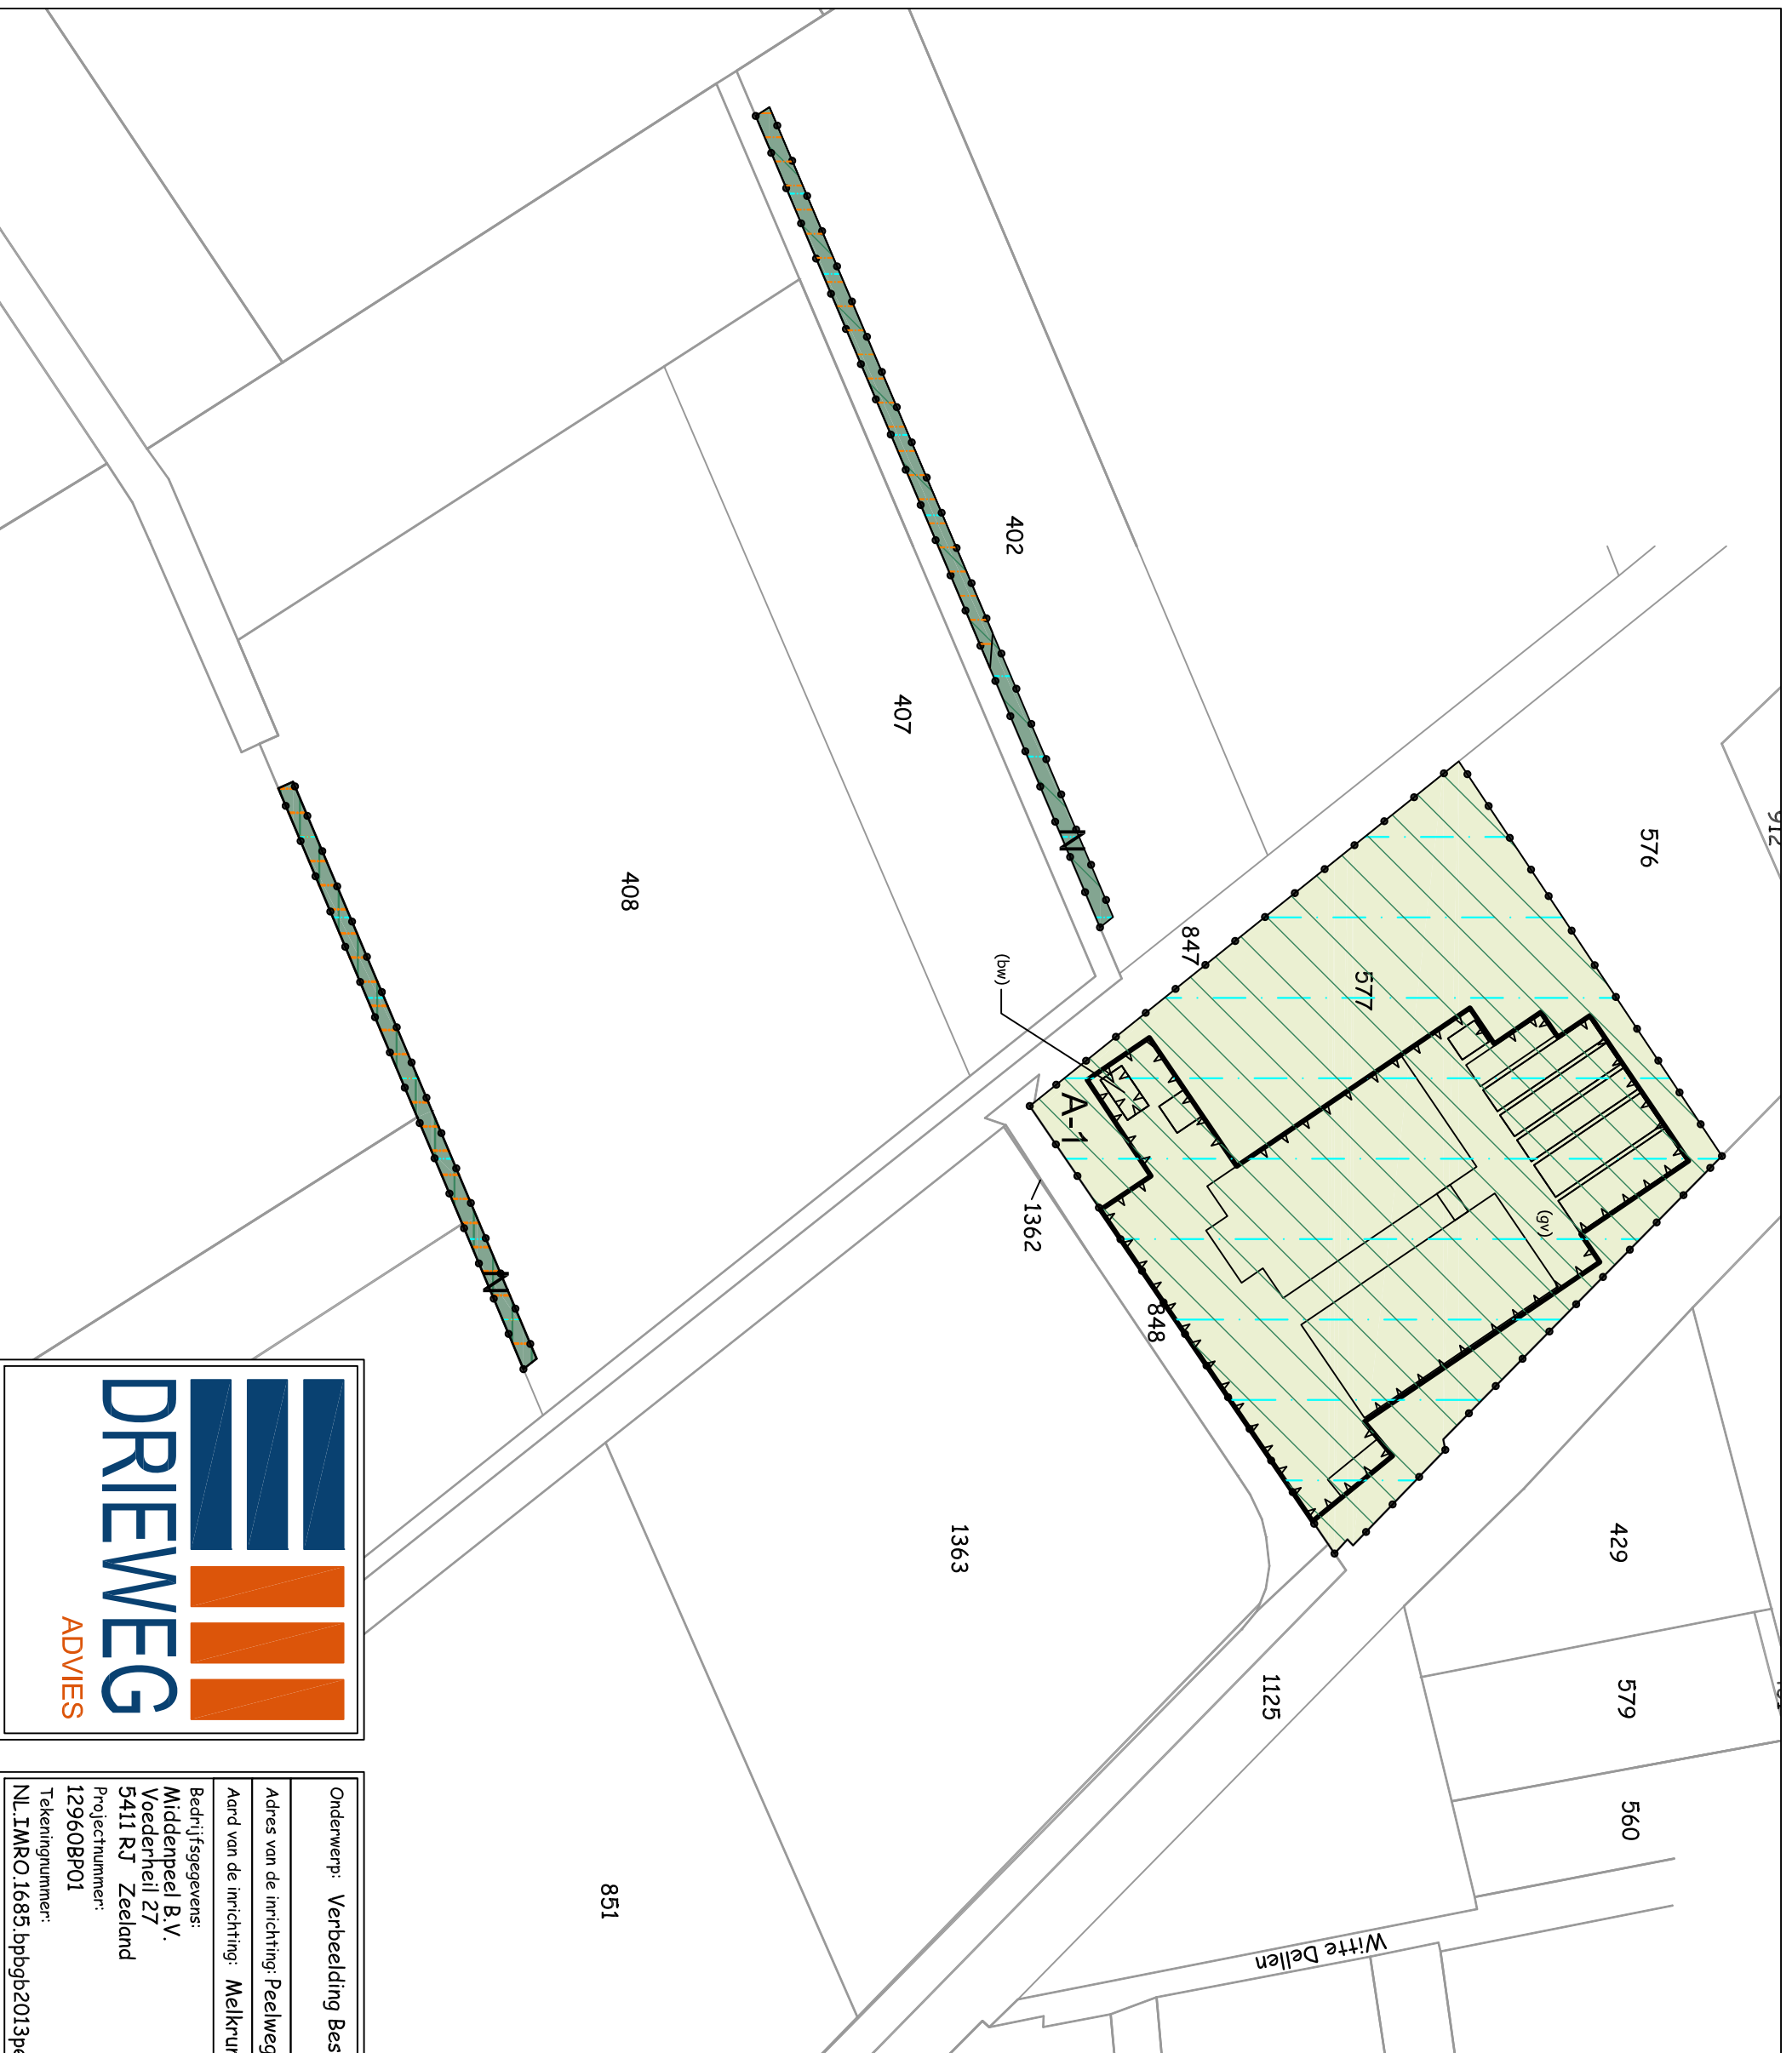 912
576
402
577
847
407
(bw)
408
A-1
N
(gv)
1362
848
N
429
1363
579
1125
560
851
Witte Dellen
DRIEWEG
ADVIES
Onderwerp: Verbeelding Bes
Adres van de inrichting: Peelweg
Aard van de inrichting: Melkrun
Bedrijfsgegevens:
Middenpeel B.V.
Voederheil 27
5411 RJ Zeeland
Projectnummer:
12960BP01
Tekeningnummer:
NL.IMRO.1685.bpbgb2013pe